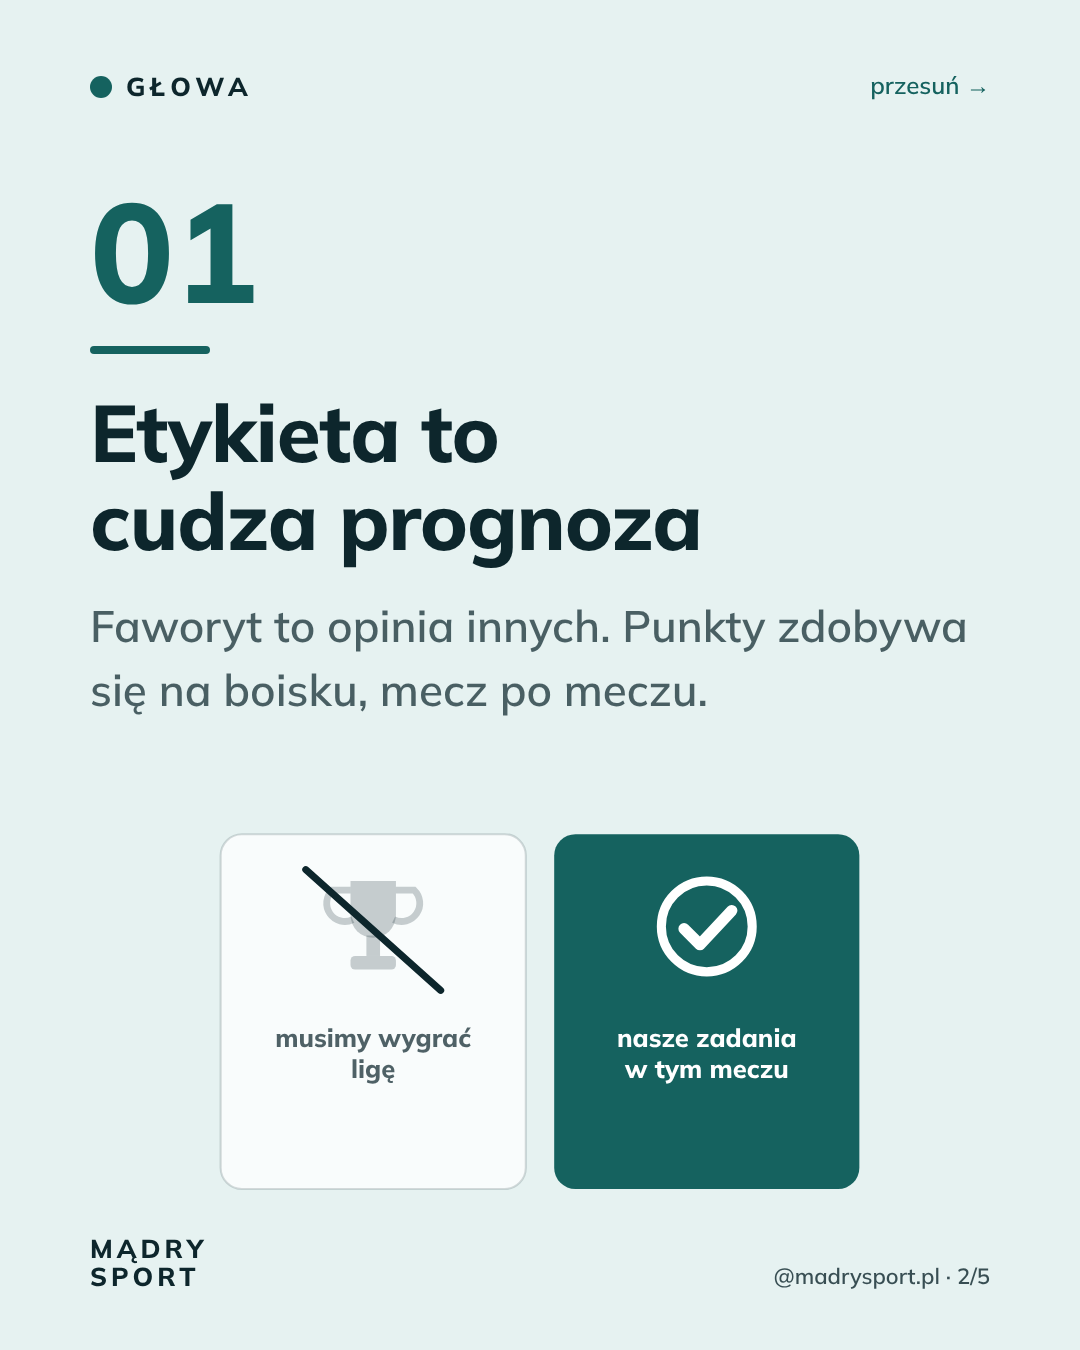 GŁOWA
przesuń →
01
Etykieta to
cudza prognoza
Faworyt to opinia innych. Punkty zdobywa
się na boisku, mecz po meczu.
musimy wygrać
ligę
nasze zadania
w tym meczu
MĄDRY
SPORT
@madrysport.pl · 2/5